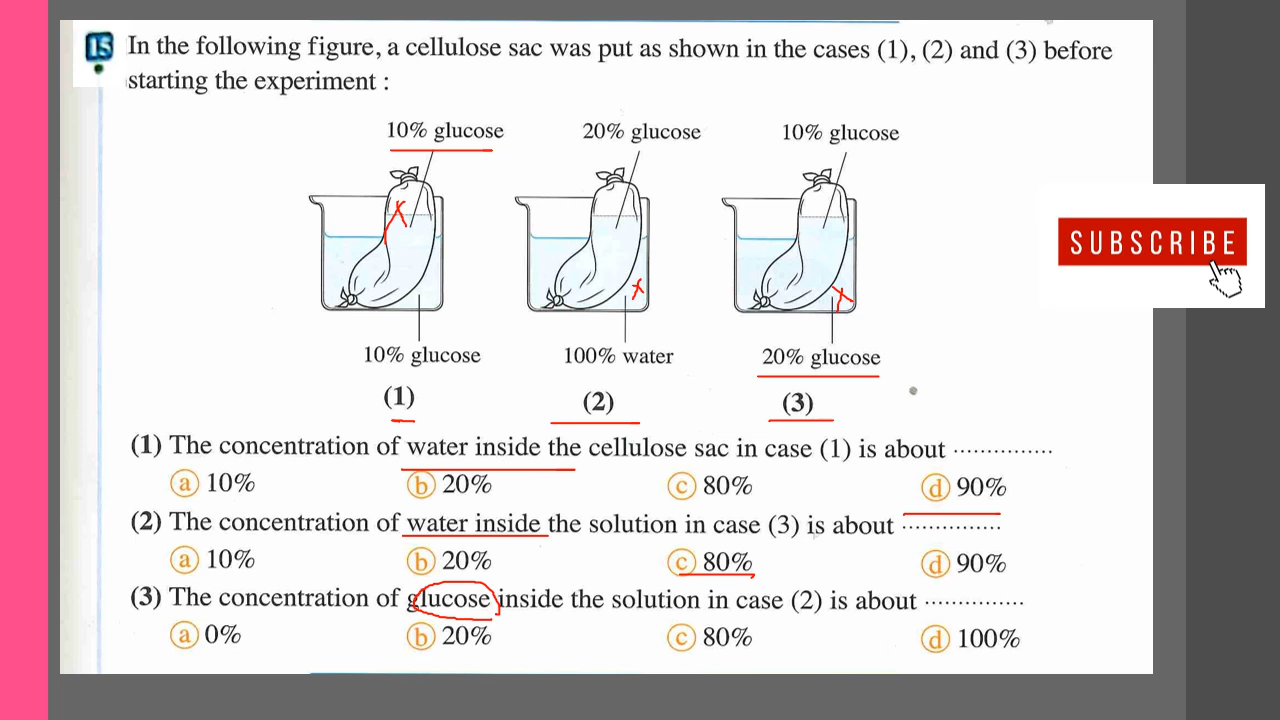 15 In the following figure, a cellulose sac was put as shown in the cases (1), (2) and (3) before
starting the experiment :
10% glucose 20% glucose 10% glucose
10% glucose 100% water 20% glucose
(1) (2) (3)
SUBSCRIBE
(1) The concentration of water inside the cellulose sac in case (1) is about ...............
a 10% b 20% c 80% d 90%
(2) The concentration of water inside the solution in case (3) is about ...............
a 10% b 20% c 80% d 90%
(3) The concentration of glucose inside the solution in case (2) is about ...............
a 0% b 20% c 80% d 100%